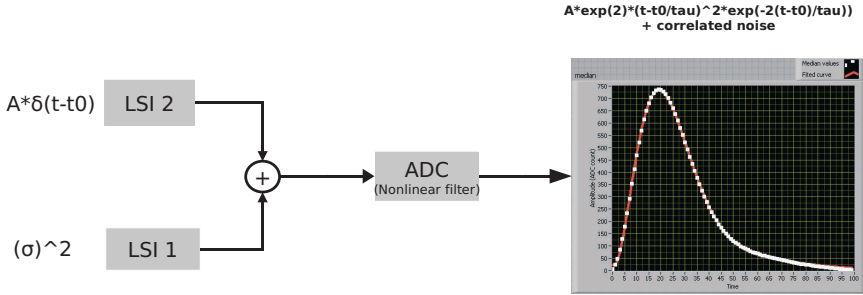 A*exp(2)*(t-t0/tau)^2*exp(-2(t-t0)/tau))
+ correlated noise
Median values
Fited curve
median
A*δ(t-t0)
LSI 2
+
ADC
(Nonlinear filter)
(σ)^2
LSI 1
Amplitude (ADC count)
750
700
650
600
550
500
450
400
350
300
250
200
150
100
50
0
0 5 10 15 20 25 30 35 40 45 50 55 60 65 70 75 80 85 90 95 100
Time